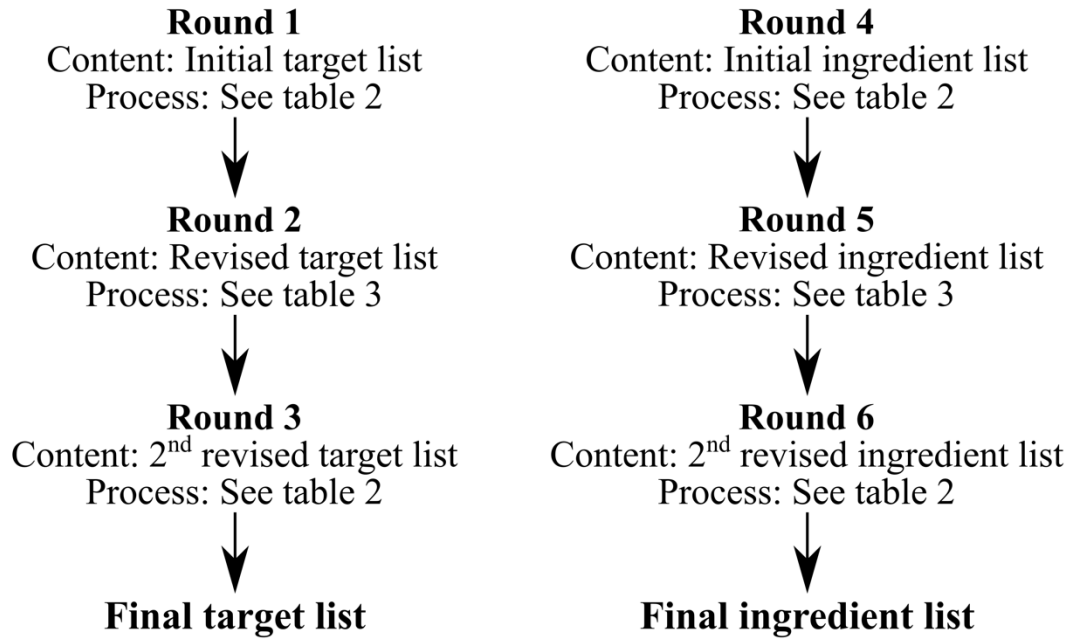 Round 1
Content: Initial target list
Process: See table 2
Round 2
Content: Revised target list
Process: See table 3
Round 3
Content: 2nd revised target list
Process: See table 2
Final target list
Round 4
Content: Initial ingredient list
Process: See table 2
Round 5
Content: Revised ingredient list
Process: See table 3
Round 6
Content: 2nd revised ingredient list
Process: See table 2
Final ingredient list